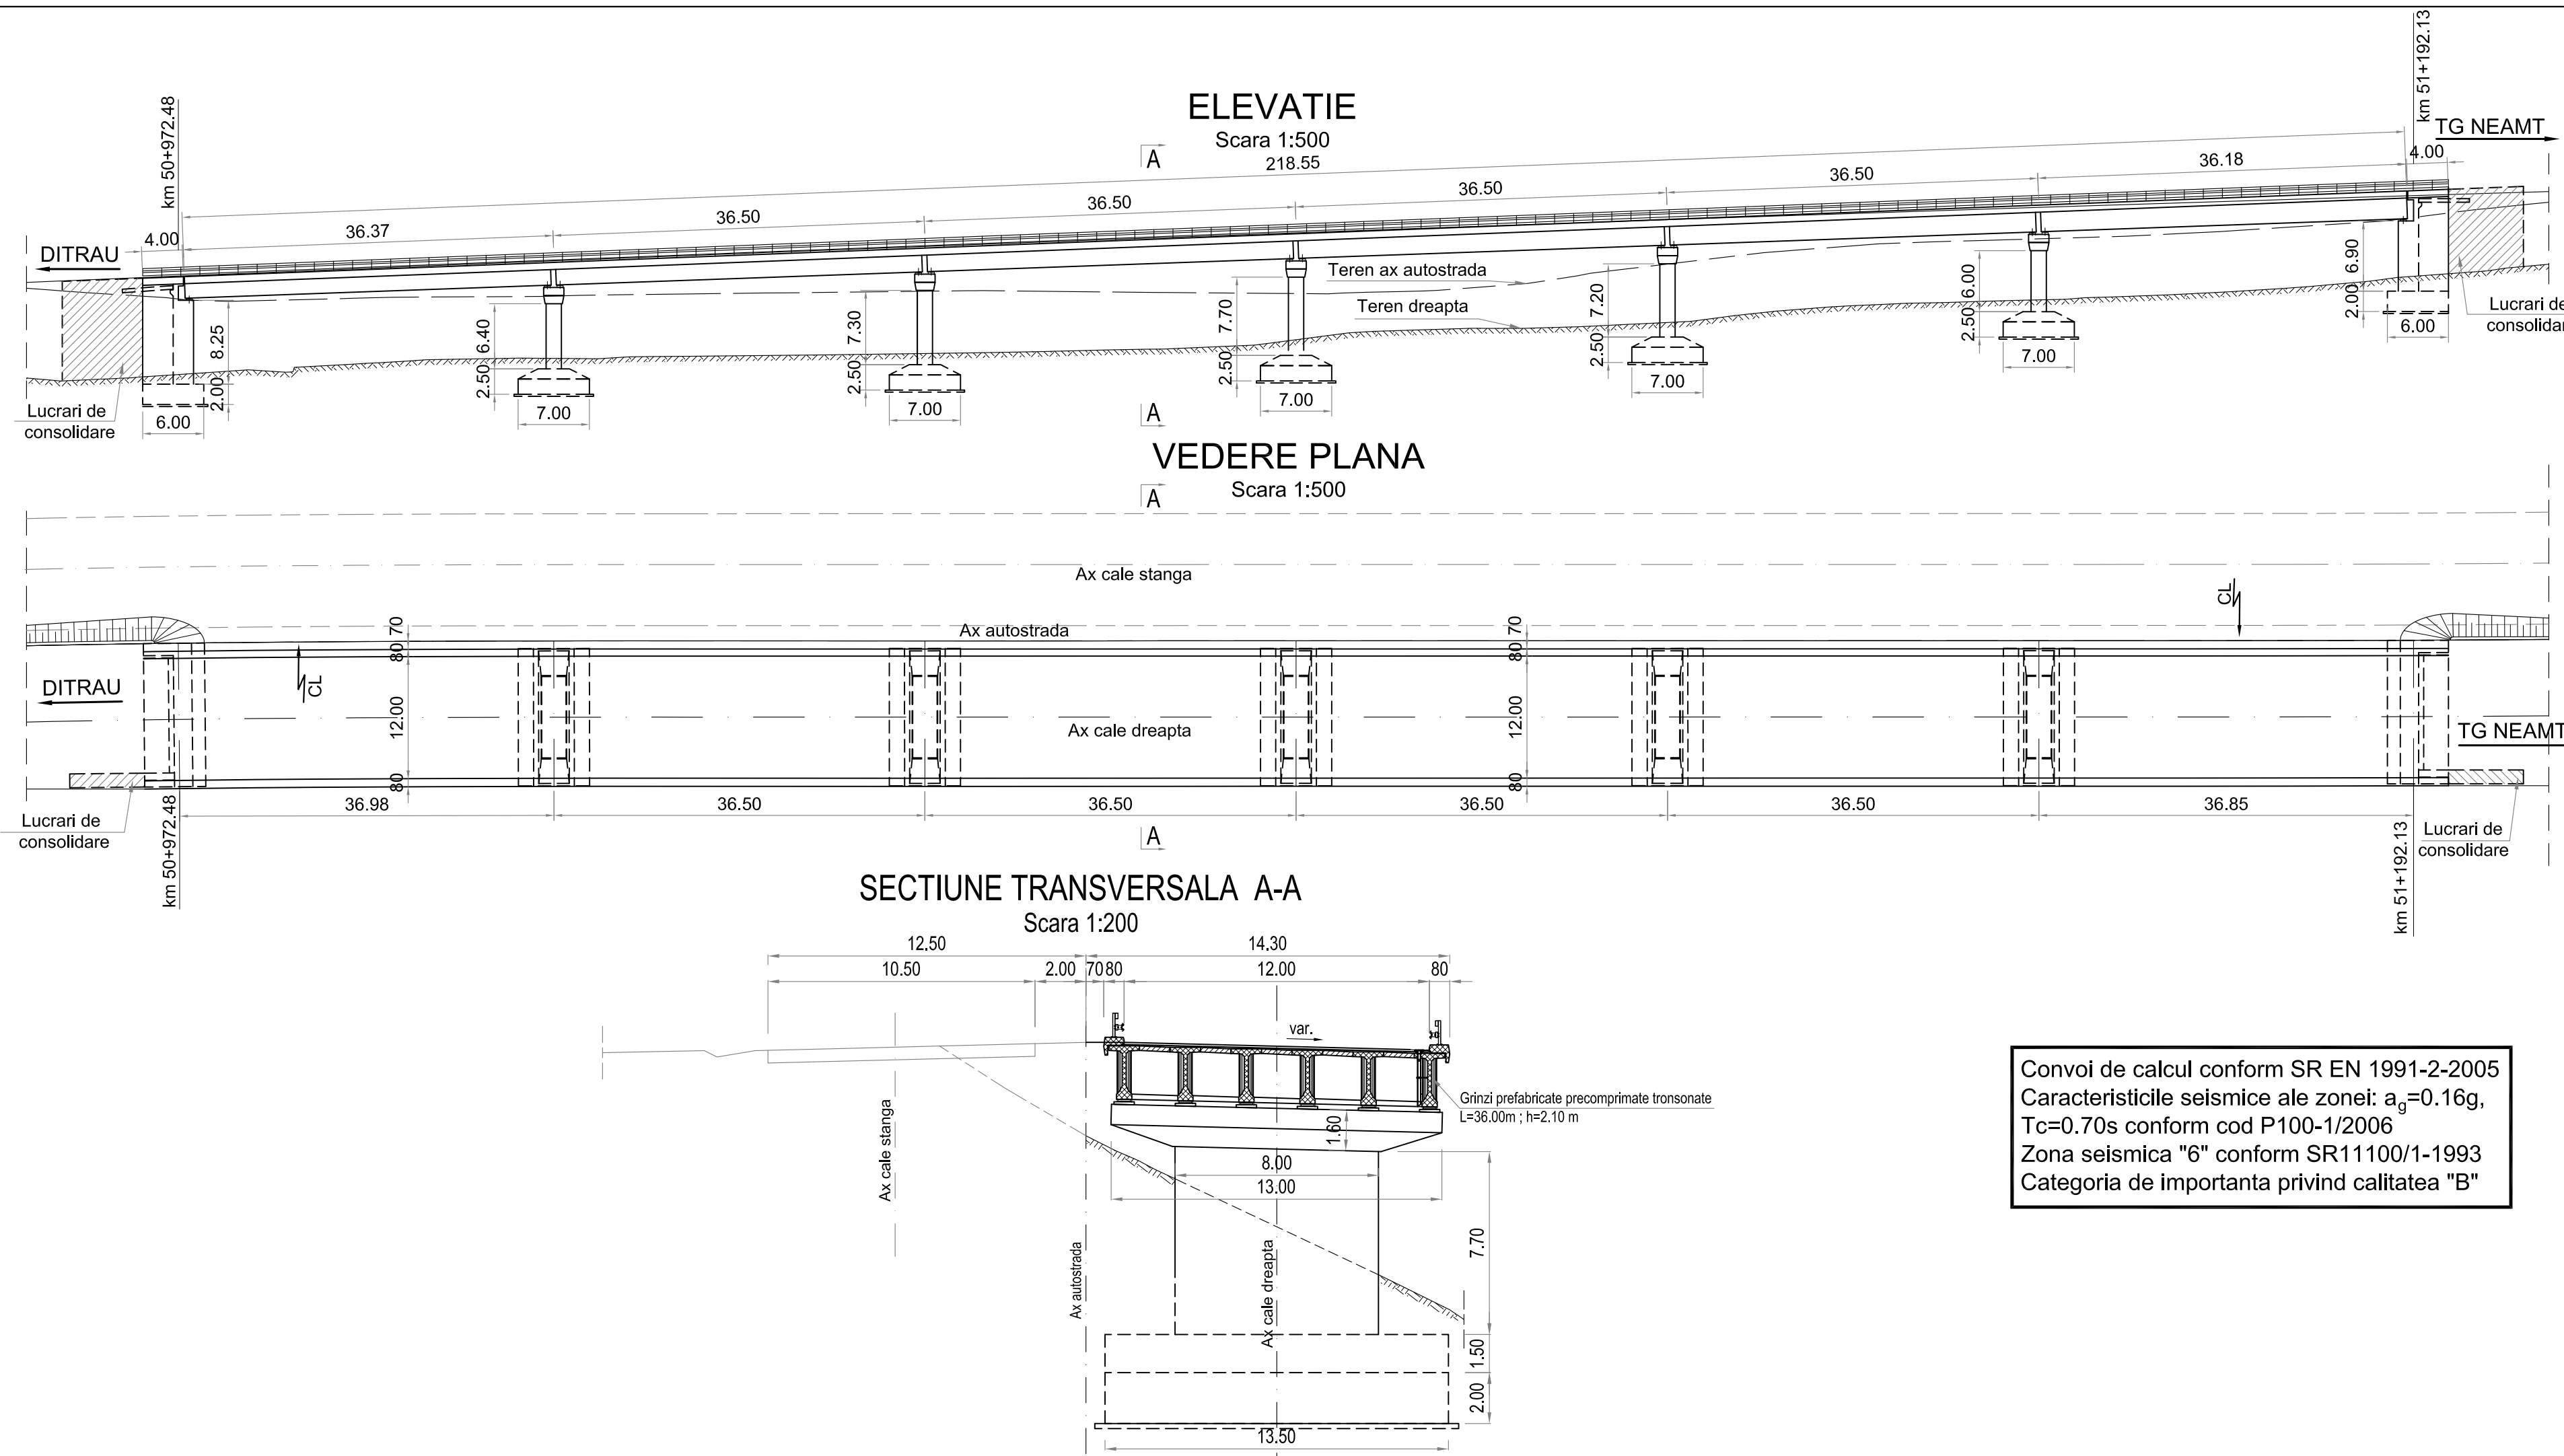 ELEVATIE
Scara 1:500
km 50+972.48
km 51+192.13
TG NEAMT
DITRAU
A
218.55
4.00
36.37
36.50
36.50
36.50
36.50
36.18
4.00
Teren ax autostrada
Teren dreapta
8.25
2.00
6.40
2.50
7.30
2.50
7.70
2.50
7.20
2.50
6.00
2.50
6.90
2.00
Lucrari de
consolidare
6.00
7.00
7.00
7.00
7.00
7.00
6.00
Lucrari de
consolidar
A
VEDERE PLANA
Scara 1:500
A
Ax cale stanga
Ax autostrada
CL
CL
70
80
12.00
80
70
80
12.00
80
DITRAU
Ax cale dreapta
TG NEAMT
36.98
36.50
36.50
36.50
36.50
36.85
Lucrari de
consolidare
km 50+972.48
A
km 51+192.13
Lucrari de
consolidare
SECTIUNE TRANSVERSALA A-A
Scara 1:200
12.50
14.30
10.50
2.00
70
80
12.00
80
var.
Grinzi prefabricate precomprimate tronsonate
L=36.00m ; h=2.10 m
1.60
8.00
13.00
Ax cale stanga
Ax autostrada
Ax cale dreapta
7.70
1.50
2.00
13.50
Convoi de calcul conform SR EN 1991-2-2005
Caracteristicile seismice ale zonei: ag=0.16g,
Tc=0.70s conform cod P100-1/2006
Zona seismica "6" conform SR11100/1-1993
Categoria de importanta privind calitatea "B"